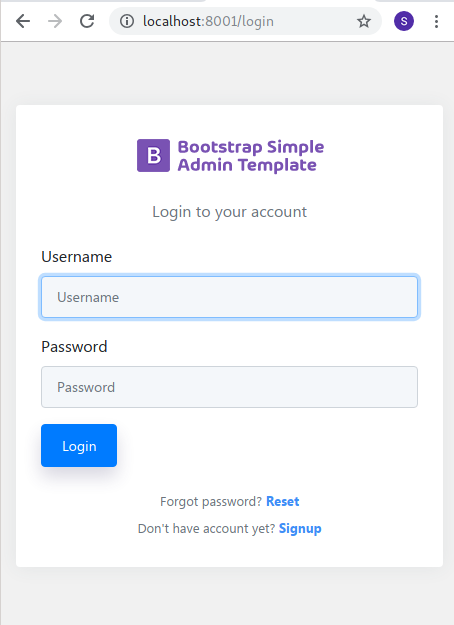 localhost:8001/login
S
B
Bootstrap Simple
Admin Template
Login to your account
Username
Username
Password
Password
Login
Forgot password? Reset
Don't have account yet? Signup